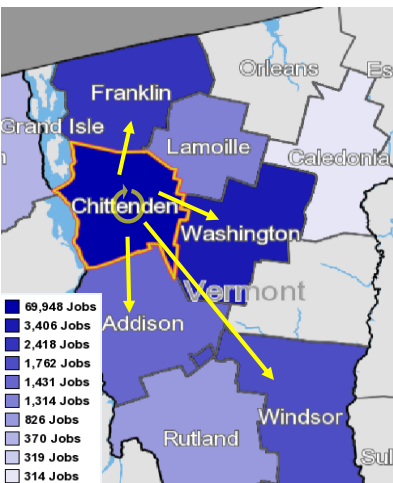 Orleans
Es
Franklin
Grand Isle
Lamoille
n
Caledonia
Chittenden
Washington
Vermont
69,948 Jobs
3,406 Jobs
2,418 Jobs
1,762 Jobs
1,431 Jobs
1,314 Jobs
826 Jobs
370 Jobs
319 Jobs
314 Jobs
Addison
Windsor
Rutland
Sul